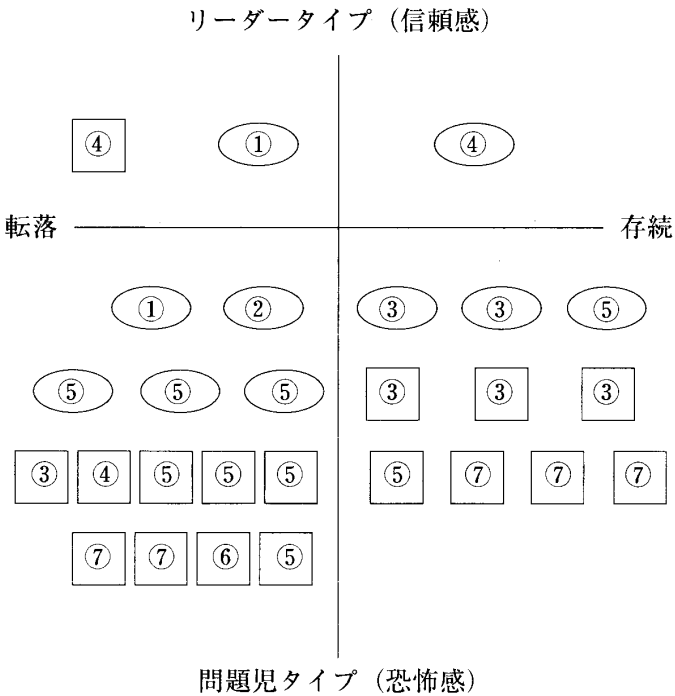 リーダータイプ（信頼感）
④ ① ④
転落 存続
① ② ③ ③ ⑤
⑤ ⑤ ⑤ ③ ③ ③
③ ④ ⑤ ⑤ ⑤ ⑤ ⑦ ⑦ ⑦
⑦ ⑦ ⑥ ⑤
問題児タイプ（恐怖感）